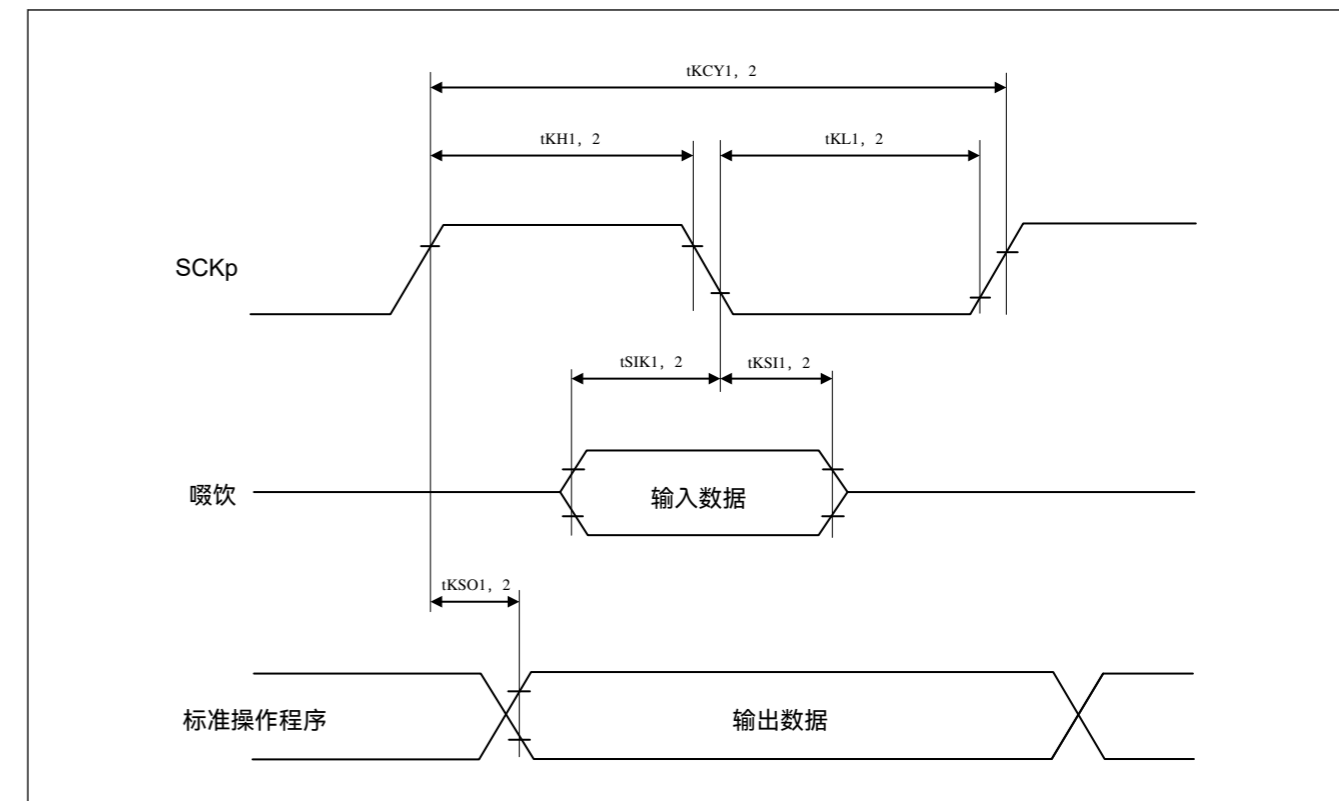 tKCY1，2
tKH1，2
tKL1，2
SCKp
tSIK1，2
tKSI1，2
啜饮
输入数据
tKSO1，2
标准操作程序
输出数据